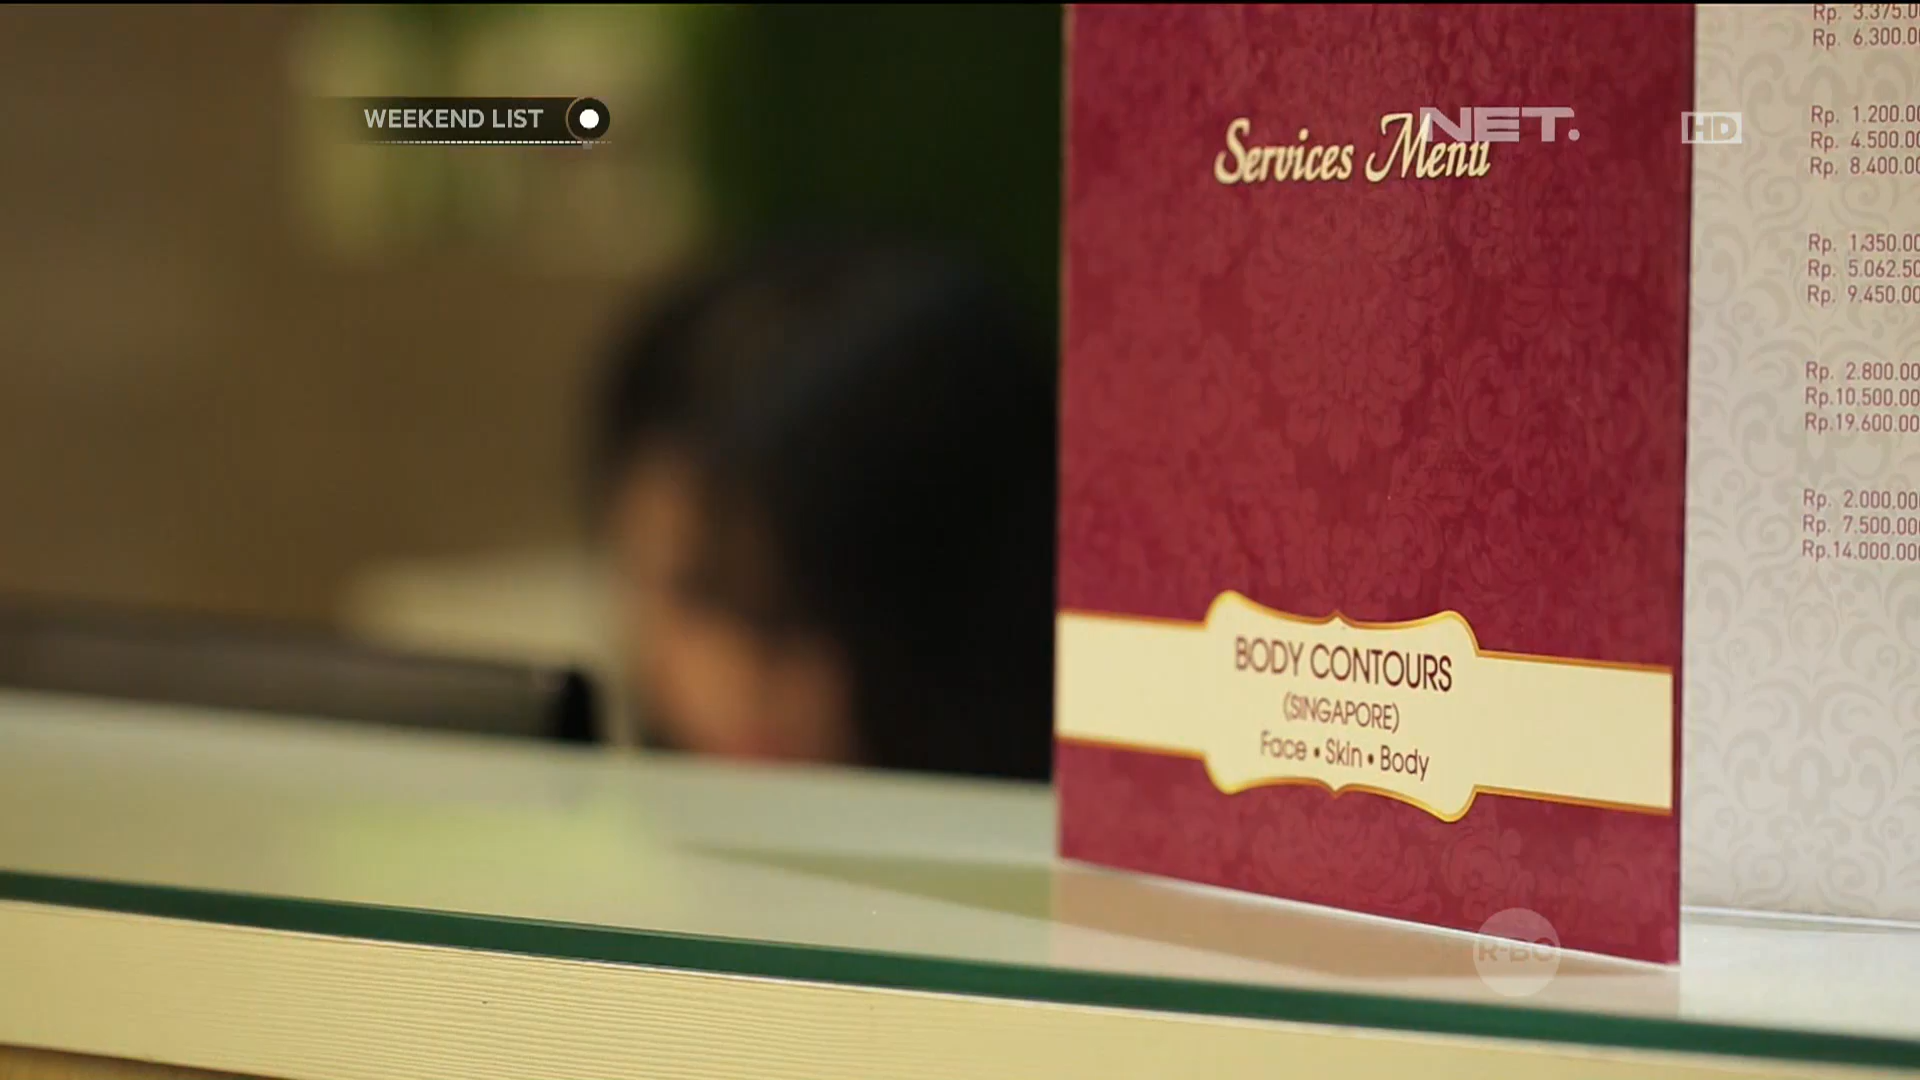 WEEKEND LIST
NET.
HD
Services Menu
BODY CONTOURS
(SINGAPORE)
Face • Skin • Body
R-BO
Rp. 3.375.0
Rp. 6.300.0
Rp. 1.200.00
Rp. 4.500.00
Rp. 8.400.00
Rp. 1.350.00
Rp. 5.062.50
Rp. 9.450.00
Rp. 2.800.00
Rp.10.500.00
Rp.19.600.00
Rp. 2.000.00
Rp. 7.500.00
Rp.14.000.00